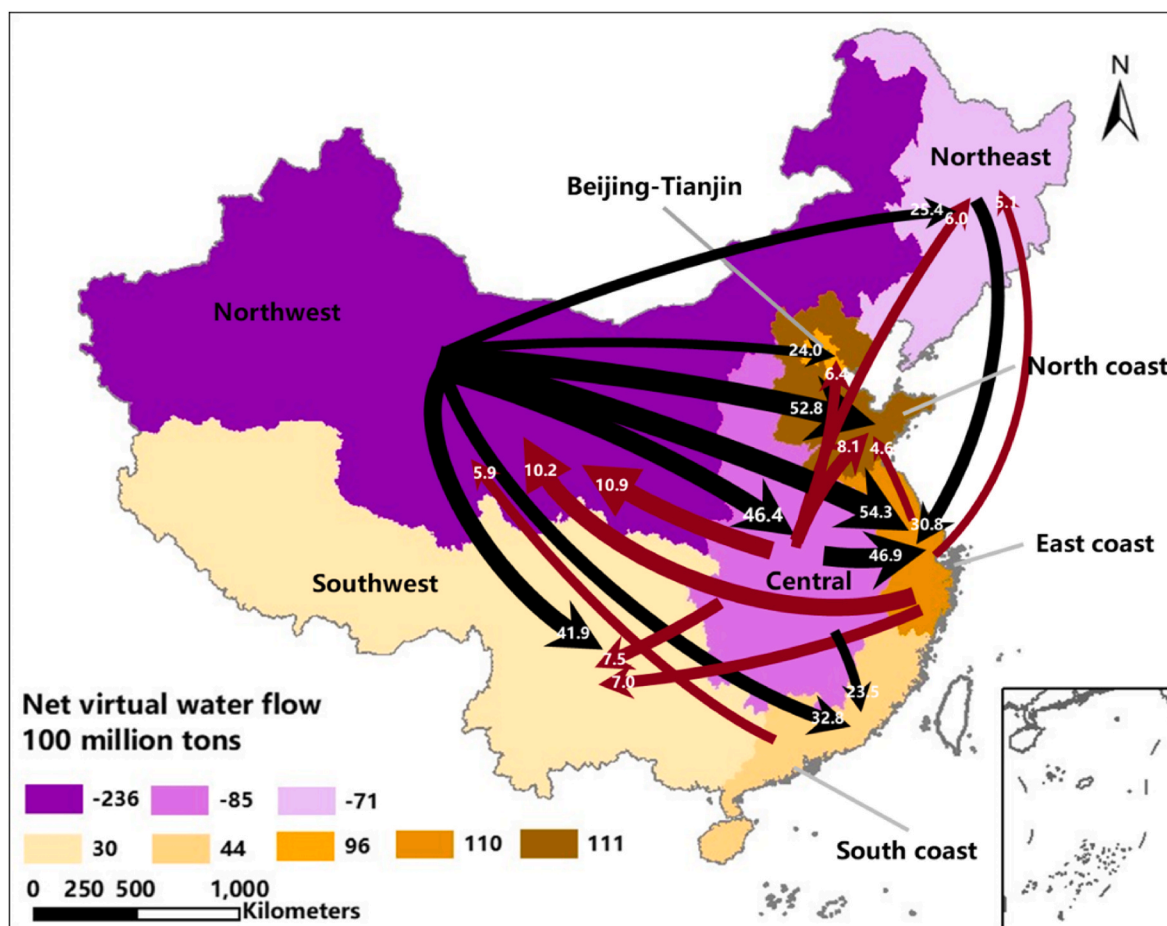 N
Northeast
Beijing-Tianjin
5.1
25.4
6.0
Northwest
24.0
North coast
6.4
52.8
8.1
4.6
5.9
10.2
10.9
46.4
54.3
30.8
East coast
46.9
Southwest
Central
41.9
7.5
7.0
23.5
32.8
Net virtual water flow
100 million tons
-236 -85 -71
30 44 96 110 111
South coast
0 250 500 1,000
Kilometers